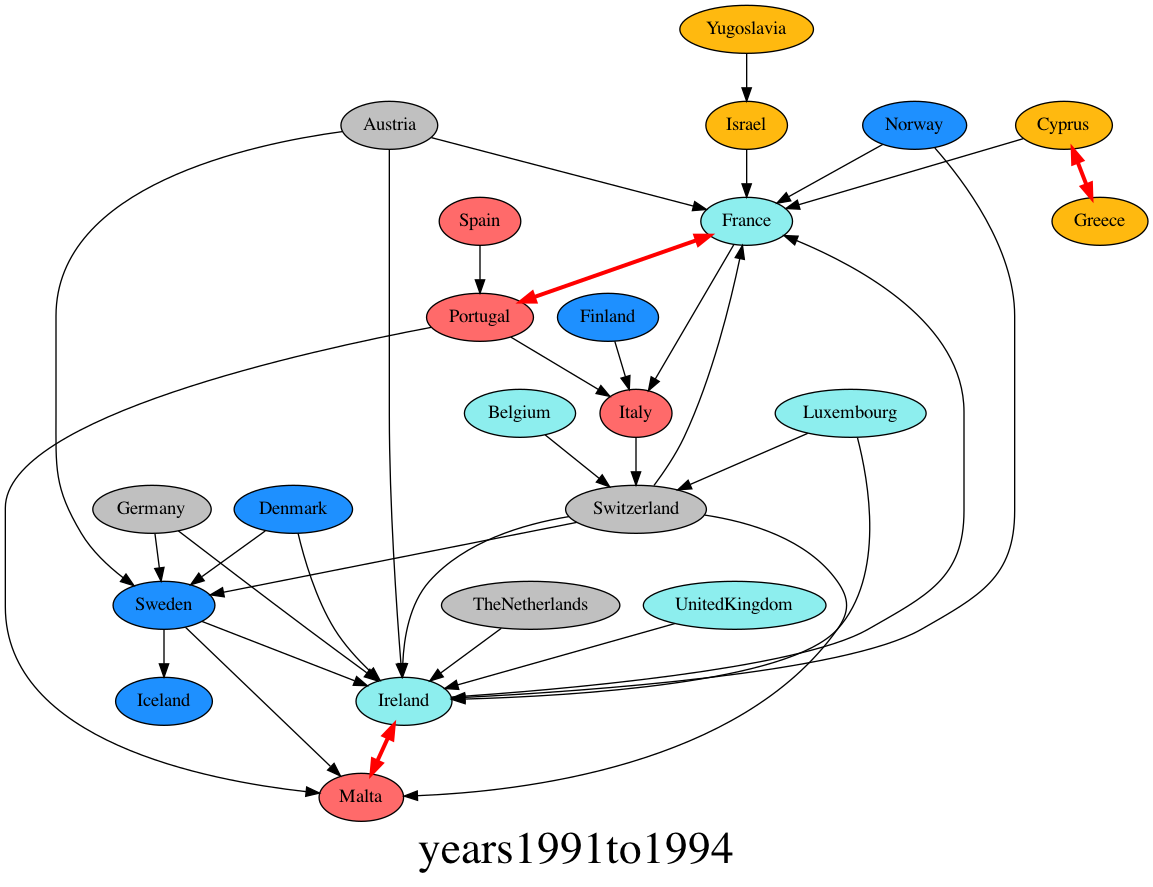 Yugoslavia
Austria
Israel
Norway
Cyprus
Spain
France
Greece
Portugal
Finland
Belgium
Italy
Luxembourg
Germany
Denmark
Switzerland
Sweden
TheNetherlands
UnitedKingdom
Iceland
Ireland
Malta
years1991to1994